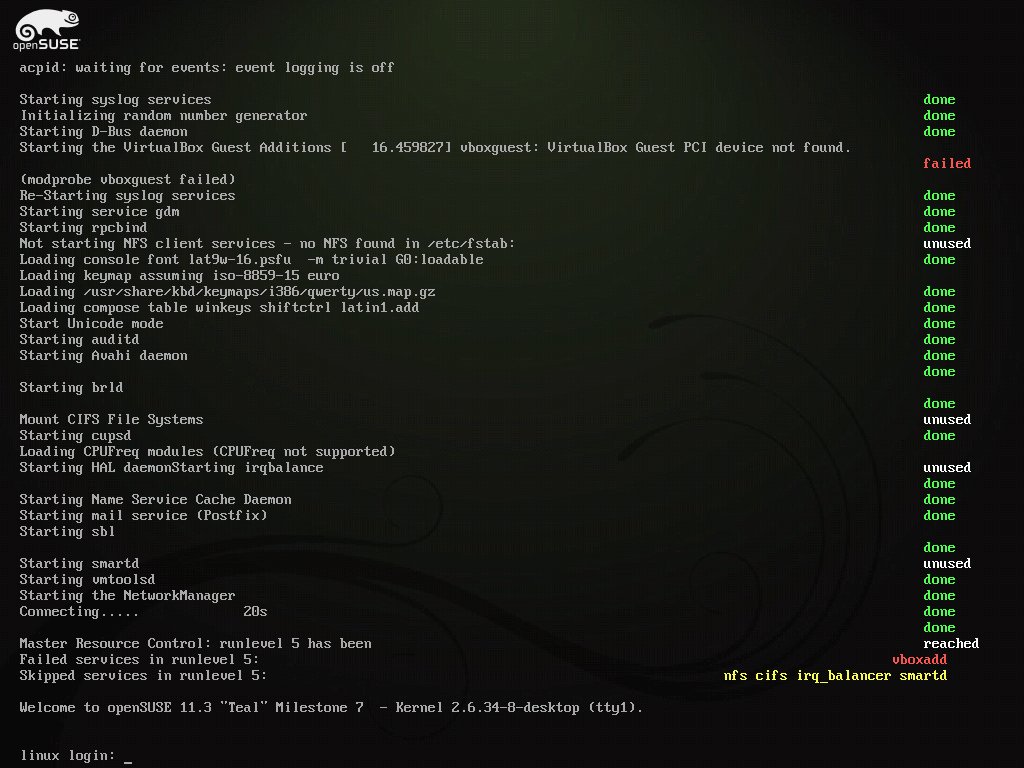 openSUSE
acpid: waiting for events: event logging is off
Starting syslog services done
Initializing random number generator done
Starting D-Bus daemon done
Starting the VirtualBox Guest Additions [   16.459827] vboxguest: VirtualBox Guest PCI device not found.
failed
(modprobe vboxguest failed)
Re-Starting syslog services done
Starting service gdm done
Starting rpcbind done
Not starting NFS client services - no NFS found in /etc/fstab: unused
Loading console font lat9w-16.psfu  -m trivial G0:loadable done
Loading keymap assuming iso-8859-15 euro
Loading /usr/share/kbd/keymaps/i386/qwerty/us.map.gz done
Loading compose table winkeys shiftctrl latin1.add done
Start Unicode mode done
Starting auditd done
Starting Avahi daemon done
done
Starting brld
done
Mount CIFS File Systems unused
Starting cupsd done
Loading CPUFreq modules (CPUFreq not supported)
Starting HAL daemonStarting irqbalance unused
done
Starting Name Service Cache Daemon done
Starting mail service (Postfix) done
Starting sbl
done
Starting smartd unused
Starting vmtoolsd done
Starting the NetworkManager done
Connecting..... 20s done
done
Master Resource Control: runlevel 5 has been reached
Failed services in runlevel 5: vboxadd
Skipped services in runlevel 5: nfs cifs irq_balancer smartd
Welcome to openSUSE 11.3 "Teal" Milestone 7  - Kernel 2.6.34-8-desktop (tty1).
linux login: _